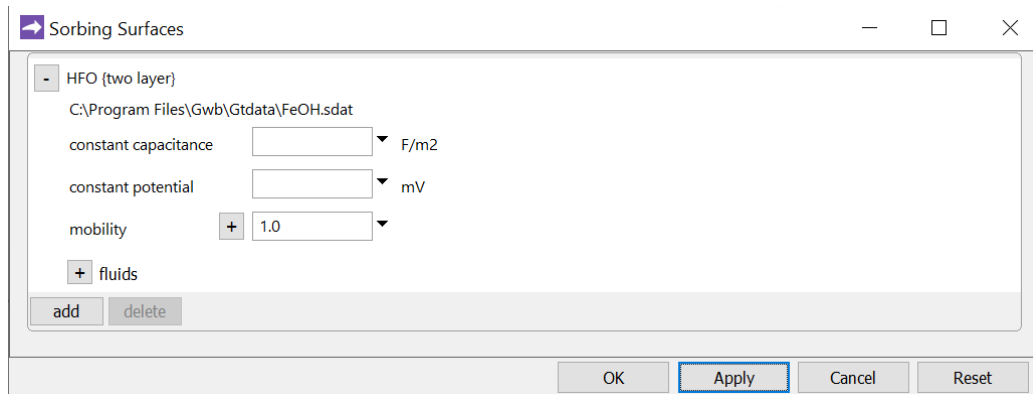 Sorbing Surfaces
- HFO {two layer}
C:\Program Files\Gwb\Gtdata\FeOH.sdat
constant capacitance F/m2
constant potential mV
mobility + 1.0
+ fluids
add delete
OK Apply Cancel Reset